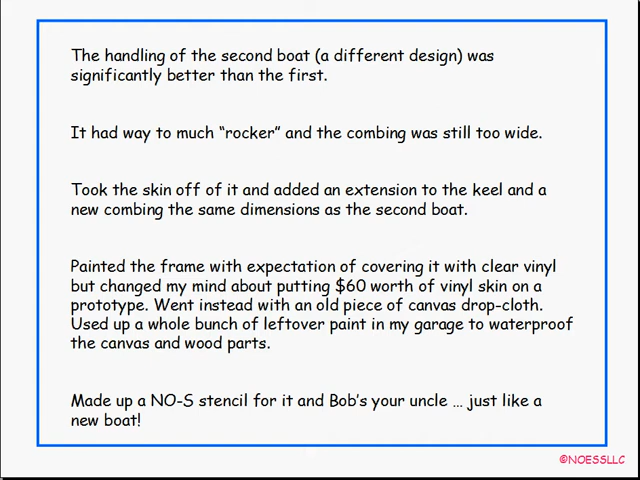 The handling of the second boat (a different design) was
significantly better than the first.
It had way to much “rocker” and the combing was still too wide.
Took the skin off of it and added an extension to the keel and a
new combing the same dimensions as the second boat.
Painted the frame with expectation of covering it with clear vinyl
but changed my mind about putting $60 worth of vinyl skin on a
prototype. Went instead with an old piece of canvas drop-cloth.
Used up a whole bunch of leftover paint in my garage to waterproof
the canvas and wood parts.
Made up a NO-S stencil for it and Bob’s your uncle … just like a
new boat!
©NOESSLLC